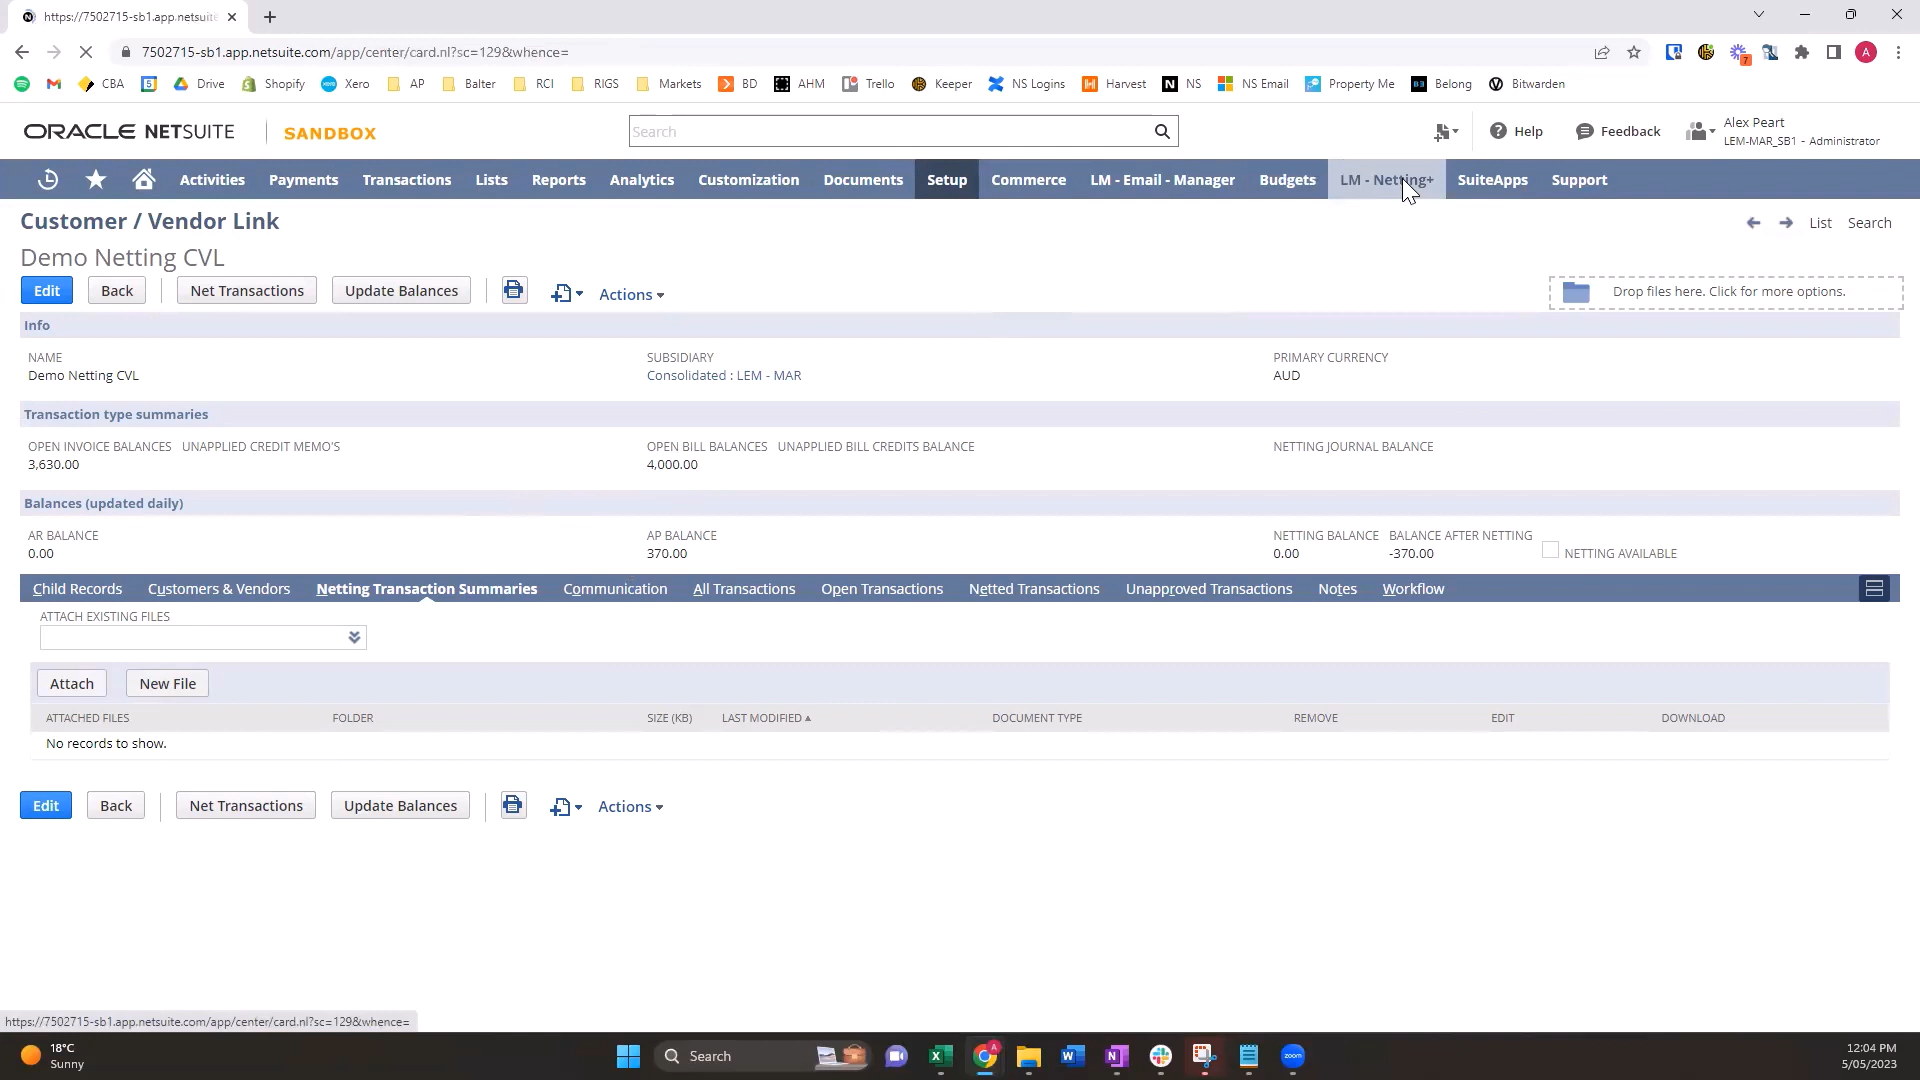 https://7502715-sb1.app.netsuite
7502715-sb1.app.netsuite.com/app/center/card.nl?sc=129&whence=
7
A
CBA
5
Drive
Shopify
xero
Xero
AP
Balter
RCI
RIGS
Markets
BD
AHM
Trello
Keeper
NS Logins
Harvest
NS
NS Email
Property Me
Belong
Bitwarden
ORACLE NETSUITE
SANDBOX
Search
Help
Feedback
Alex Peart
LEM-MAR_SB1 - Administrator
Activities
Payments
Transactions
Lists
Reports
Analytics
Customization
Documents
Setup
Commerce
LM - Email - Manager
Budgets
LM - Netting+
SuiteApps
Support
Customer / Vendor Link
List
Search
Demo Netting CVL
Edit
Back
Net Transactions
Update Balances
Actions
Drop files here. Click for more options.
Info
NAME
Demo Netting CVL
SUBSIDIARY
Consolidated : LEM - MAR
PRIMARY CURRENCY
AUD
Transaction type summaries
OPEN INVOICE BALANCES
3,630.00
UNAPPLIED CREDIT MEMO'S
OPEN BILL BALANCES
4,000.00
UNAPPLIED BILL CREDITS BALANCE
NETTING JOURNAL BALANCE
Balances (updated daily)
AR BALANCE
0.00
AP BALANCE
370.00
NETTING BALANCE
0.00
BALANCE AFTER NETTING
-370.00
NETTING AVAILABLE
Child Records
Customers & Vendors
Netting Transaction Summaries
Communication
All Transactions
Open Transactions
Netted Transactions
Unapproved Transactions
Notes
Workflow
ATTACH EXISTING FILES
Attach
New File
ATTACHED FILES
FOLDER
SIZE (KB)
LAST MODIFIED
DOCUMENT TYPE
REMOVE
EDIT
DOWNLOAD
No records to show.
Edit
Back
Net Transactions
Update Balances
Actions
https://7502715-sb1.app.netsuite.com/app/center/card.nl?sc=129&whence=
18°C
Sunny
Search
zoom
12:04 PM
5/05/2023